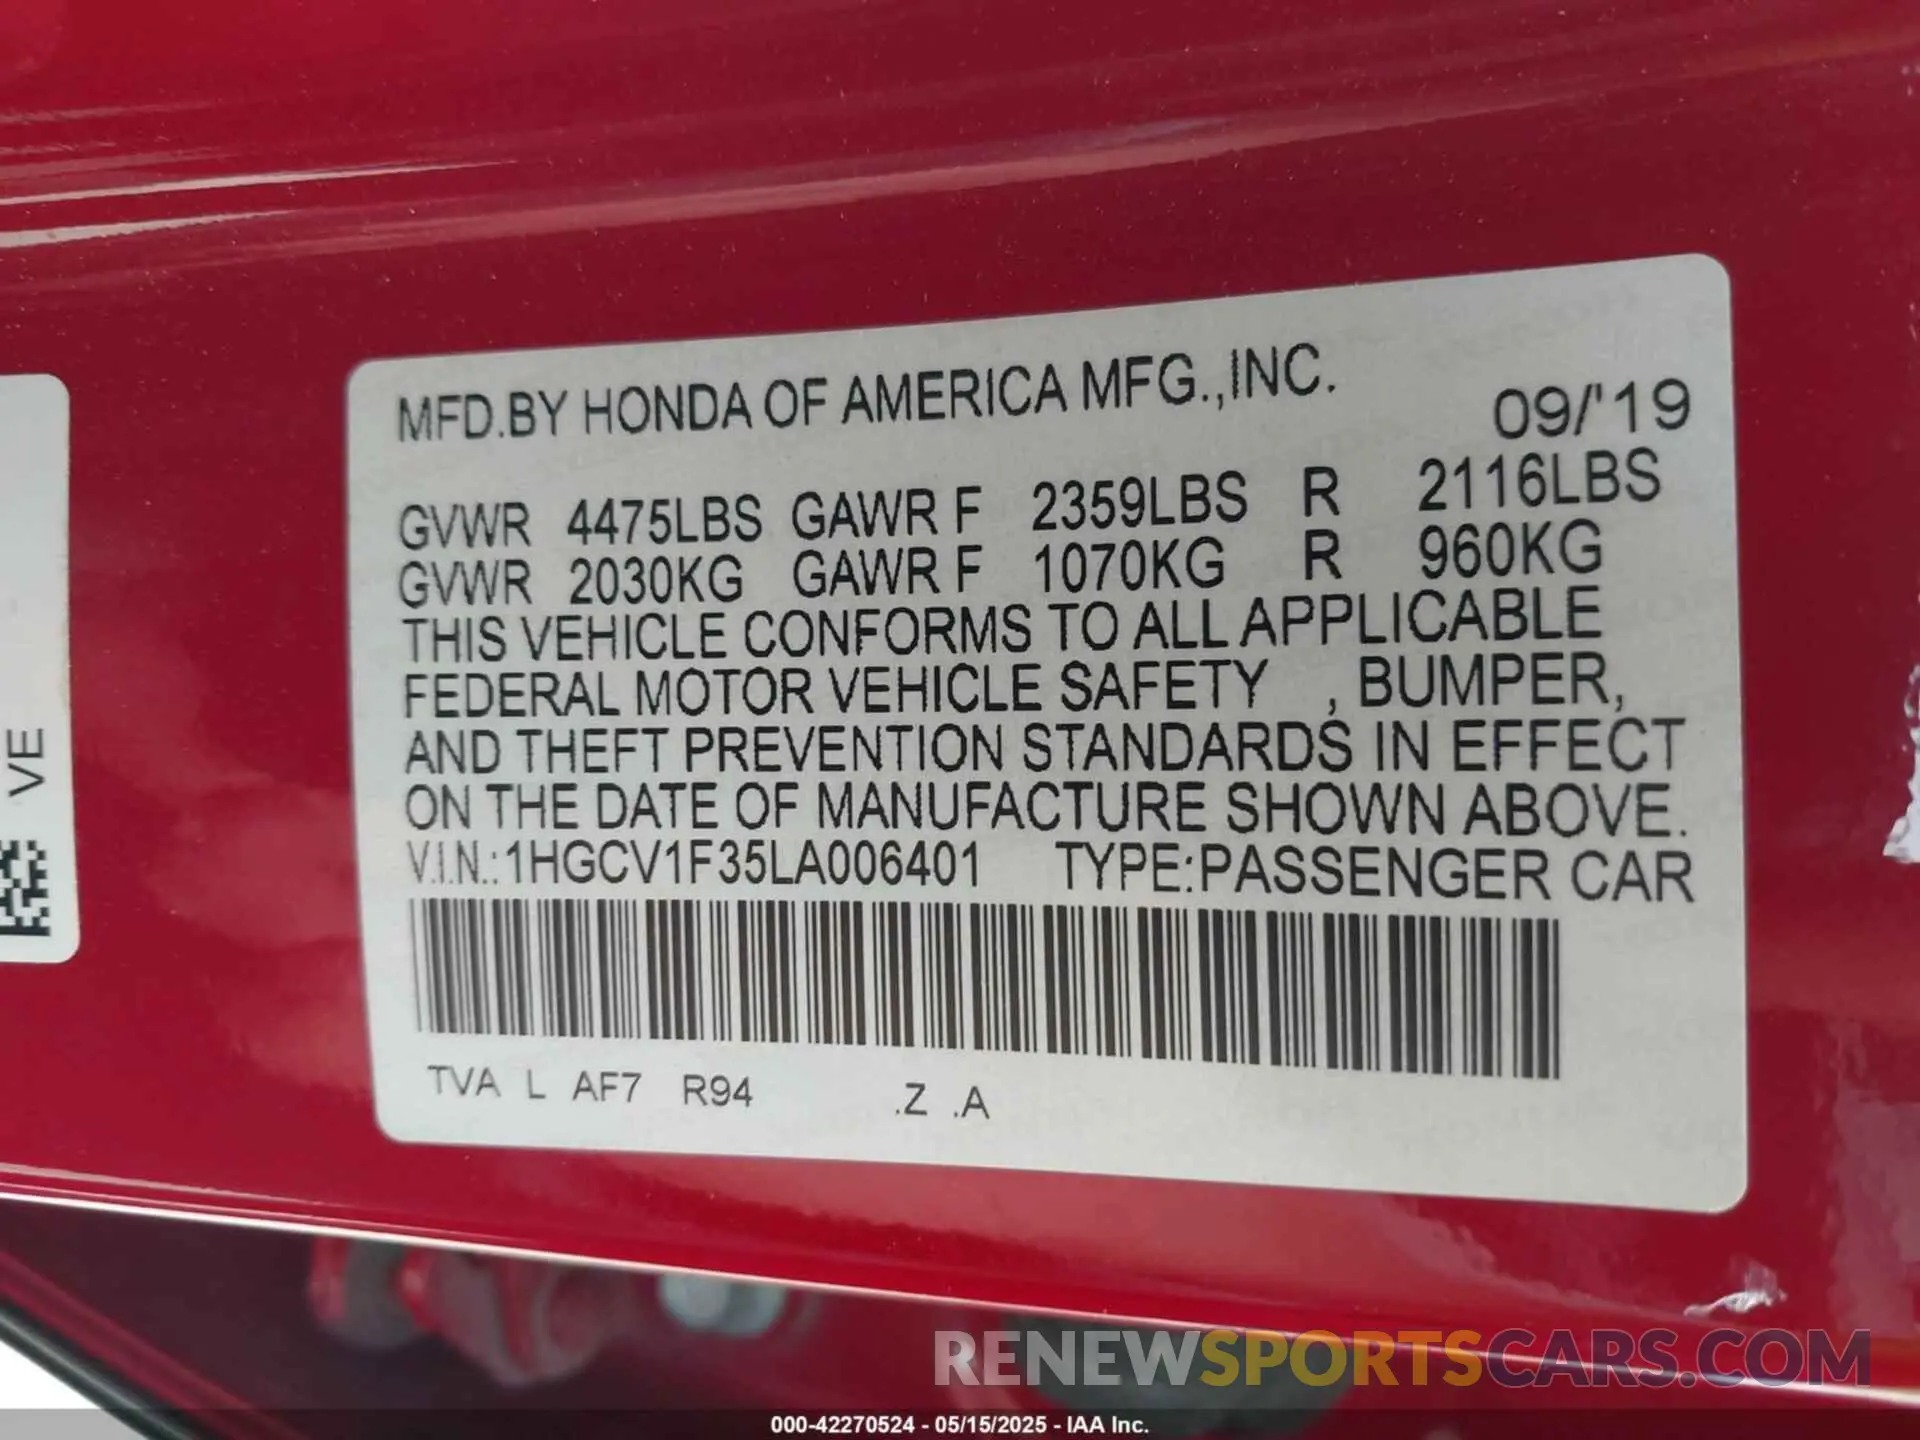 MFD.BY HONDA OF AMERICA MFG.,INC.
09/'19
GVWR 4475LBS GAWR F 2359LBS R 2116LBS
GVWR 2030KG GAWR F 1070KG R 960KG
THIS VEHICLE CONFORMS TO ALL APPLICABLE
FEDERAL MOTOR VEHICLE SAFETY , BUMPER,
AND THEFT PREVENTION STANDARDS IN EFFECT
ON THE DATE OF MANUFACTURE SHOWN ABOVE.
V.I.N.:1HGCV1F35LA006401 TYPE:PASSENGER CAR
TVA L AF7 R94 .Z .A
VE
RENEWSPORTSCARS.COM
000-42270524 - 05/15/2025 - IAA Inc.